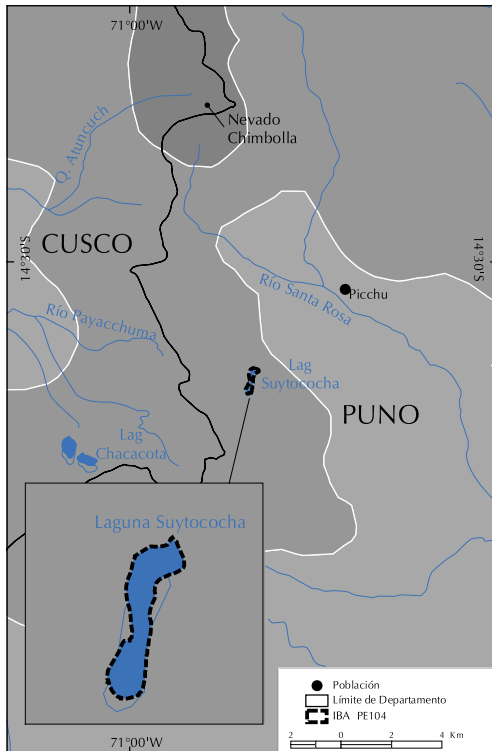 71°00'W
Nevado
Chimbolla
Q. Atuncuch
CUSCO
14°30'S
14°30'S
Río Santa Rosa
Picchu
Río Payacchuma
Lag
Suytococha
PUNO
Lag
Chacacota
Laguna Suytococha
Población
Límite de Departamento
IBA PE104
2 0 2 4 Km
71°00'W